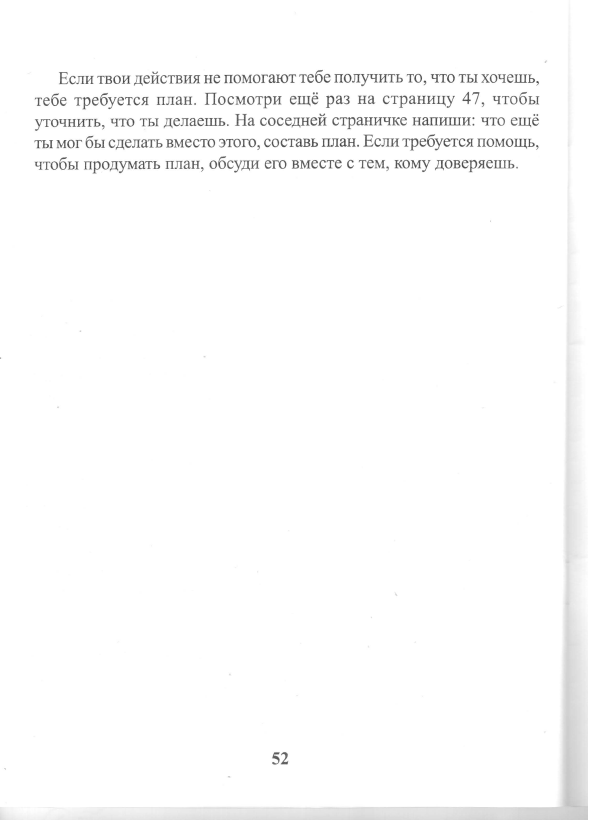 Если твои действия не помогают тебе получить то, что ты хочешь,
тебе требуется план. Посмотри ещё раз на страницу 47, чтобы
уточнить, что ты делаешь. На соседней страничке напиши: что ещё
ты мог бы сделать вместо этого, составь план. Если требуется помощь,
чтобы продумать план, обсуди его вместе с тем, кому доверяешь.
52